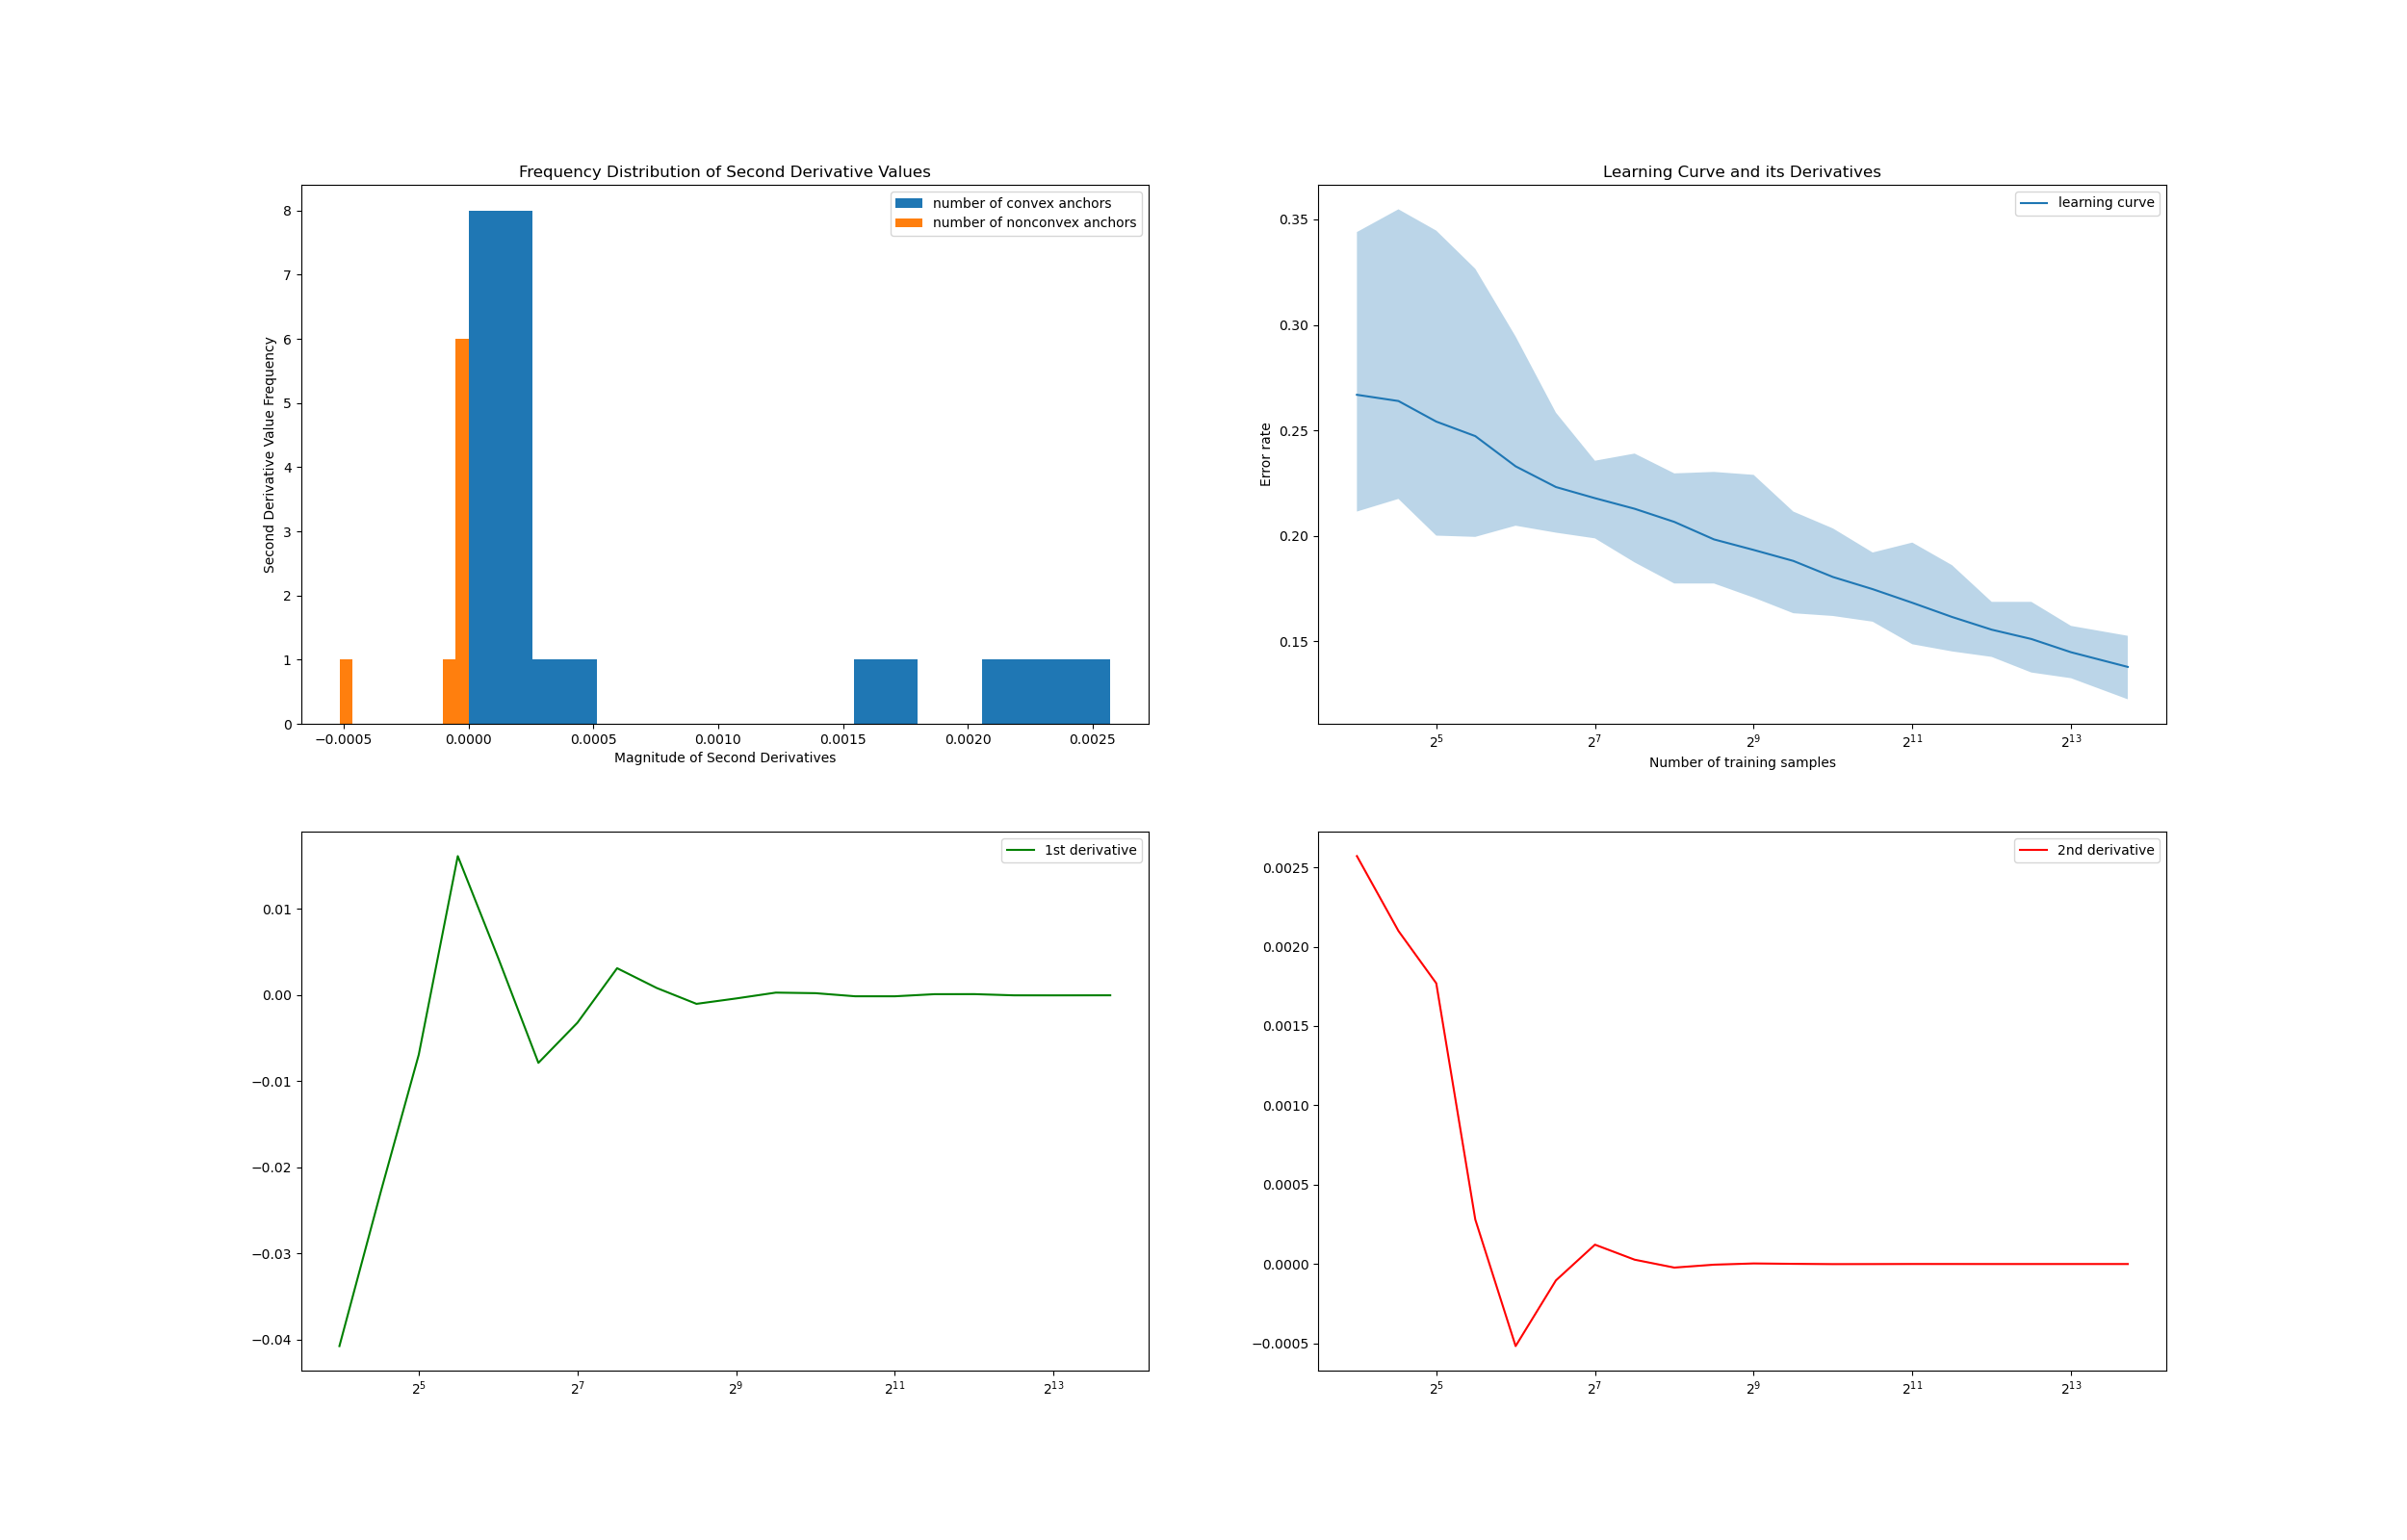 Frequency Distribution of Second Derivative Values
number of convex anchors
number of nonconvex anchors
8
7
6
5
4
3
2
1
0
Second Derivative Value Frequency
−0.0005 0.0000 0.0005 0.0010 0.0015 0.0020 0.0025
Magnitude of Second Derivatives
Learning Curve and its Derivatives
learning curve
0.35
0.30
0.25
0.20
0.15
Error rate
2^5 2^7 2^9 2^11 2^13
Number of training samples
1st derivative
0.01
0.00
−0.01
−0.02
−0.03
−0.04
2^5 2^7 2^9 2^11 2^13
2nd derivative
0.0025
0.0020
0.0015
0.0010
0.0005
0.0000
−0.0005
2^5 2^7 2^9 2^11 2^13